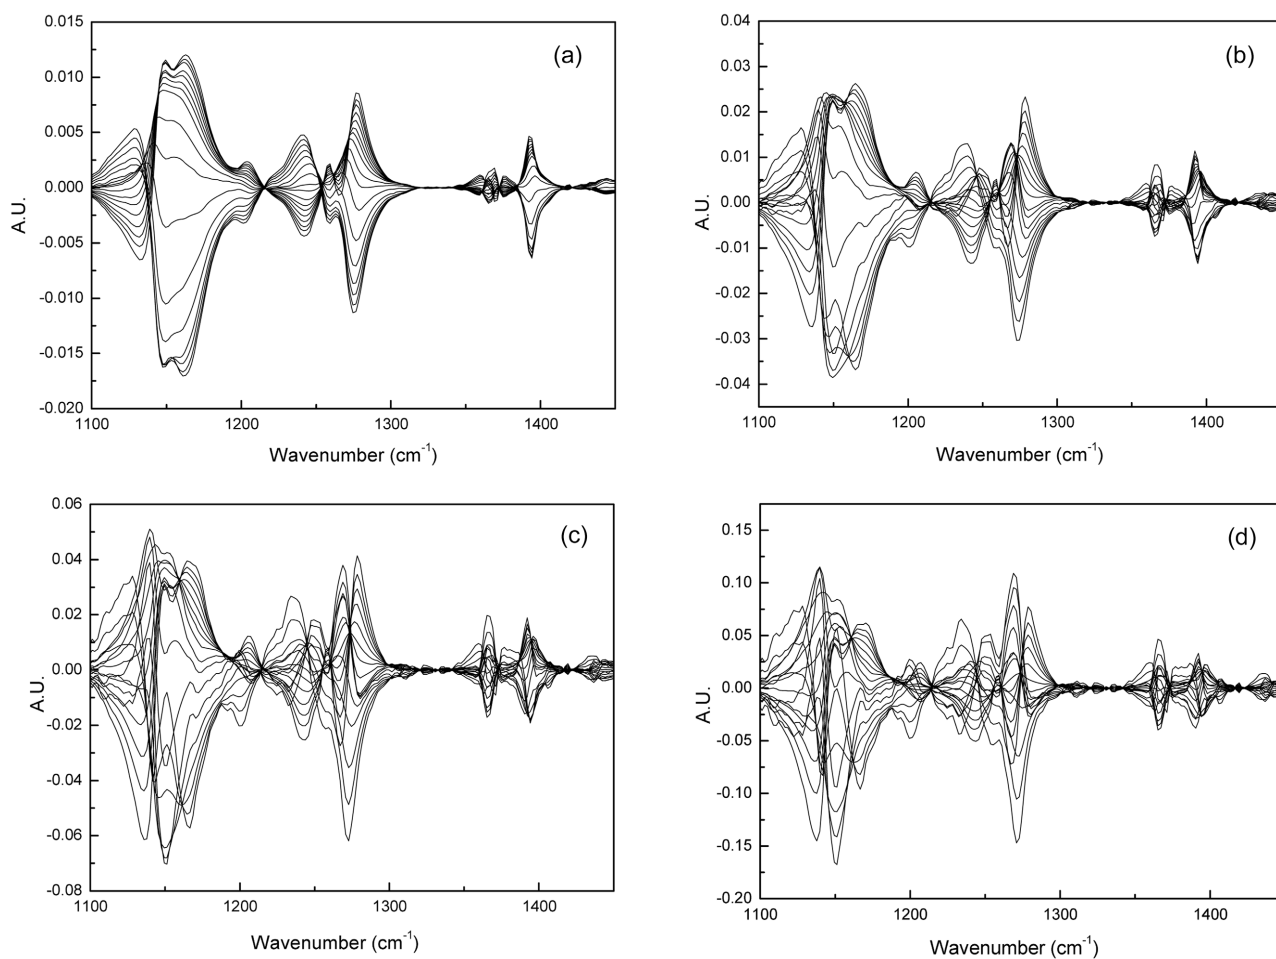 (a)
0.015
0.010
0.005
0.000
-0.005
-0.010
-0.015
-0.020
A.U.
1100 1200 1300 1400
Wavenumber (cm⁻¹)
(b)
0.04
0.03
0.02
0.01
0.00
-0.01
-0.02
-0.03
-0.04
A.U.
1100 1200 1300 1400
Wavenumber (cm⁻¹)
(c)
0.06
0.04
0.02
0.00
-0.02
-0.04
-0.06
-0.08
A.U.
1100 1200 1300 1400
Wavenumber (cm⁻¹)
(d)
0.15
0.10
0.05
0.00
-0.05
-0.10
-0.15
-0.20
A.U.
1100 1200 1300 1400
Wavenumber (cm⁻¹)